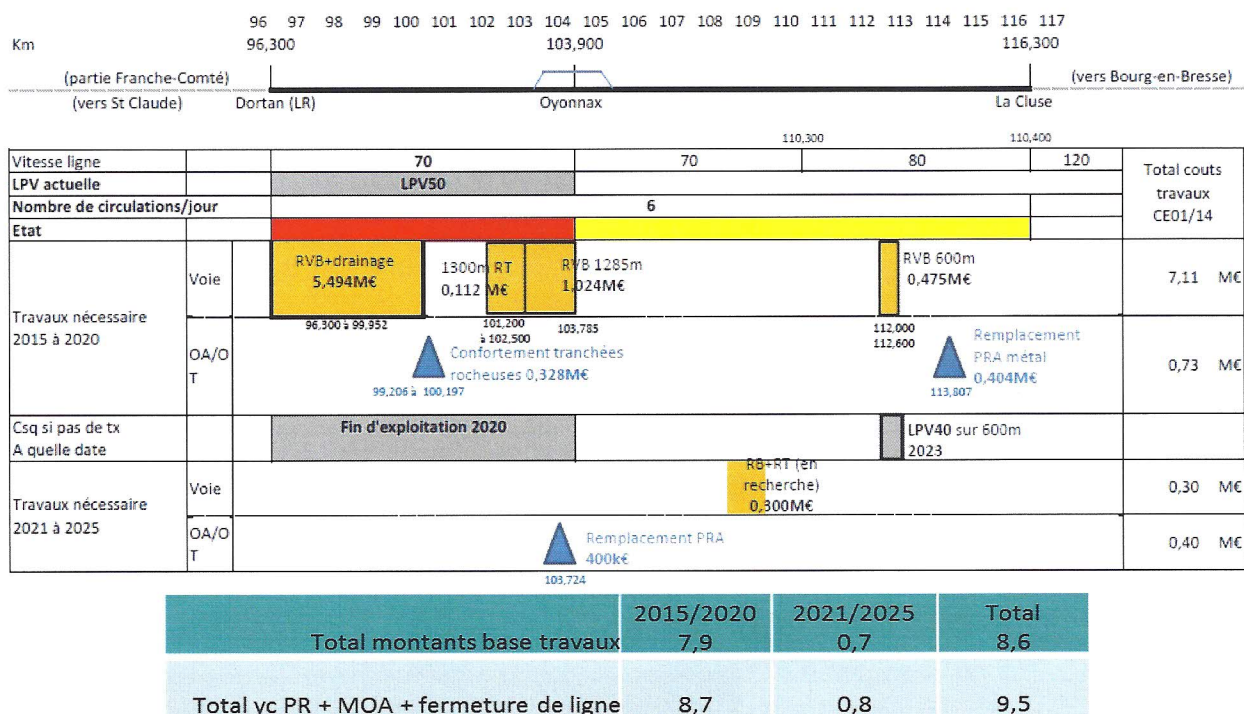 96 97 98 99 100 101 102 103 104 105 106 107 108 109 110 111 112 113 114 115 116 117
Km 96,300 103,900 116,300
(partie Franche-Comté) (vers Bourg-en-Bresse)
(vers St Claude) Dortan (LR) Oyonnax La Cluse
110,300 110,400
Vitesse ligne 70 70 80 120
Total couts
travaux
CE01/14
LPV actuelle LPV50
Nombre de circulations/jour 6
Etat
Travaux nécessaire
2015 à 2020
Voie
RVB+drainage
5,494M€
96,300 à 99,952
1300m RT
0,112 M€
101,200
à 102,500
RVB 1285m
1,024M€
103,785
RVB 600m
0,475M€
112,000
112,600
7,11 M€
OA/O
T
Confortement tranchées
rocheuses 0,328M€
99,206 à 100,197
Remplacement
PRA métal
0,404M€
113,807
0,73 M€
Csq si pas de tx
A quelle date
Fin d'exploitation 2020
LPV40 sur 600m
2023
Travaux nécessaire
2021 à 2025
Voie
RB+RT (en
recherche)
0,300M€
0,30 M€
OA/O
T
Remplacement PRA
400k€
103,724
0,40 M€
2015/2020 2021/2025 Total
Total montants base travaux 7,9 0,7 8,6
Total yc PR + MOA + fermeture de ligne 8,7 0,8 9,5